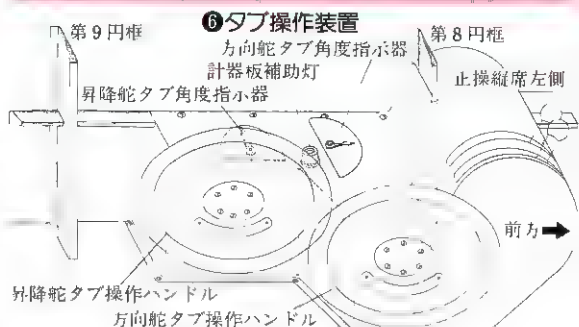 ❻タブ操作装置
第9円框
方向舵タブ角度指示器
第8円框
計器板補助灯
止操縦席左側
昇降舵タブ角度指示器
前方
昇降舵タブ操作ハンドル
方向舵タブ操作ハンドル